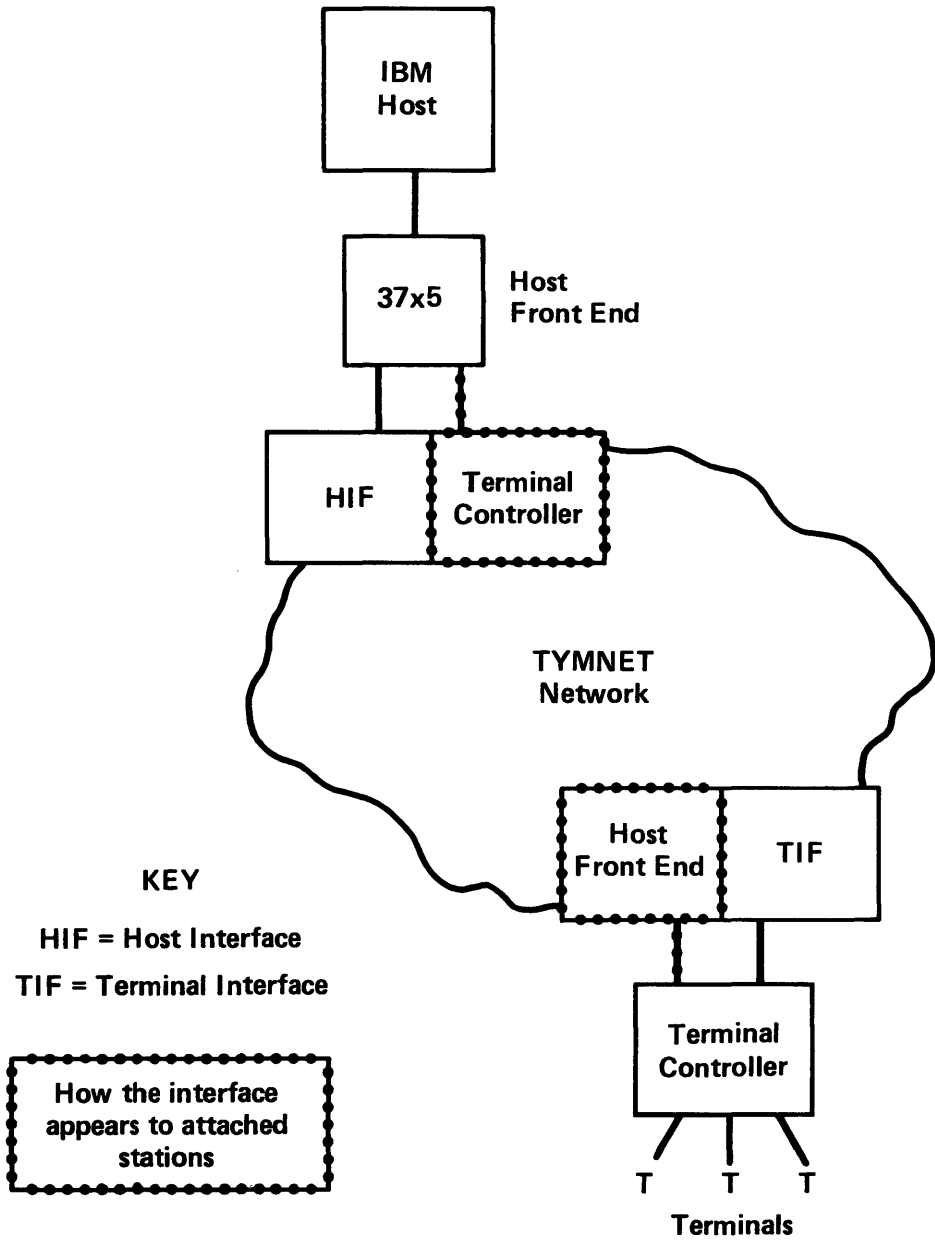 IBM
Host
37x5
Host
Front End
HIF
Terminal
Controller
TYMNET
Network
Host
Front End
TIF
KEY
HIF = Host Interface
TIF = Terminal Interface
How the interface
appears to attached
stations
Terminal
Controller
T T T
Terminals